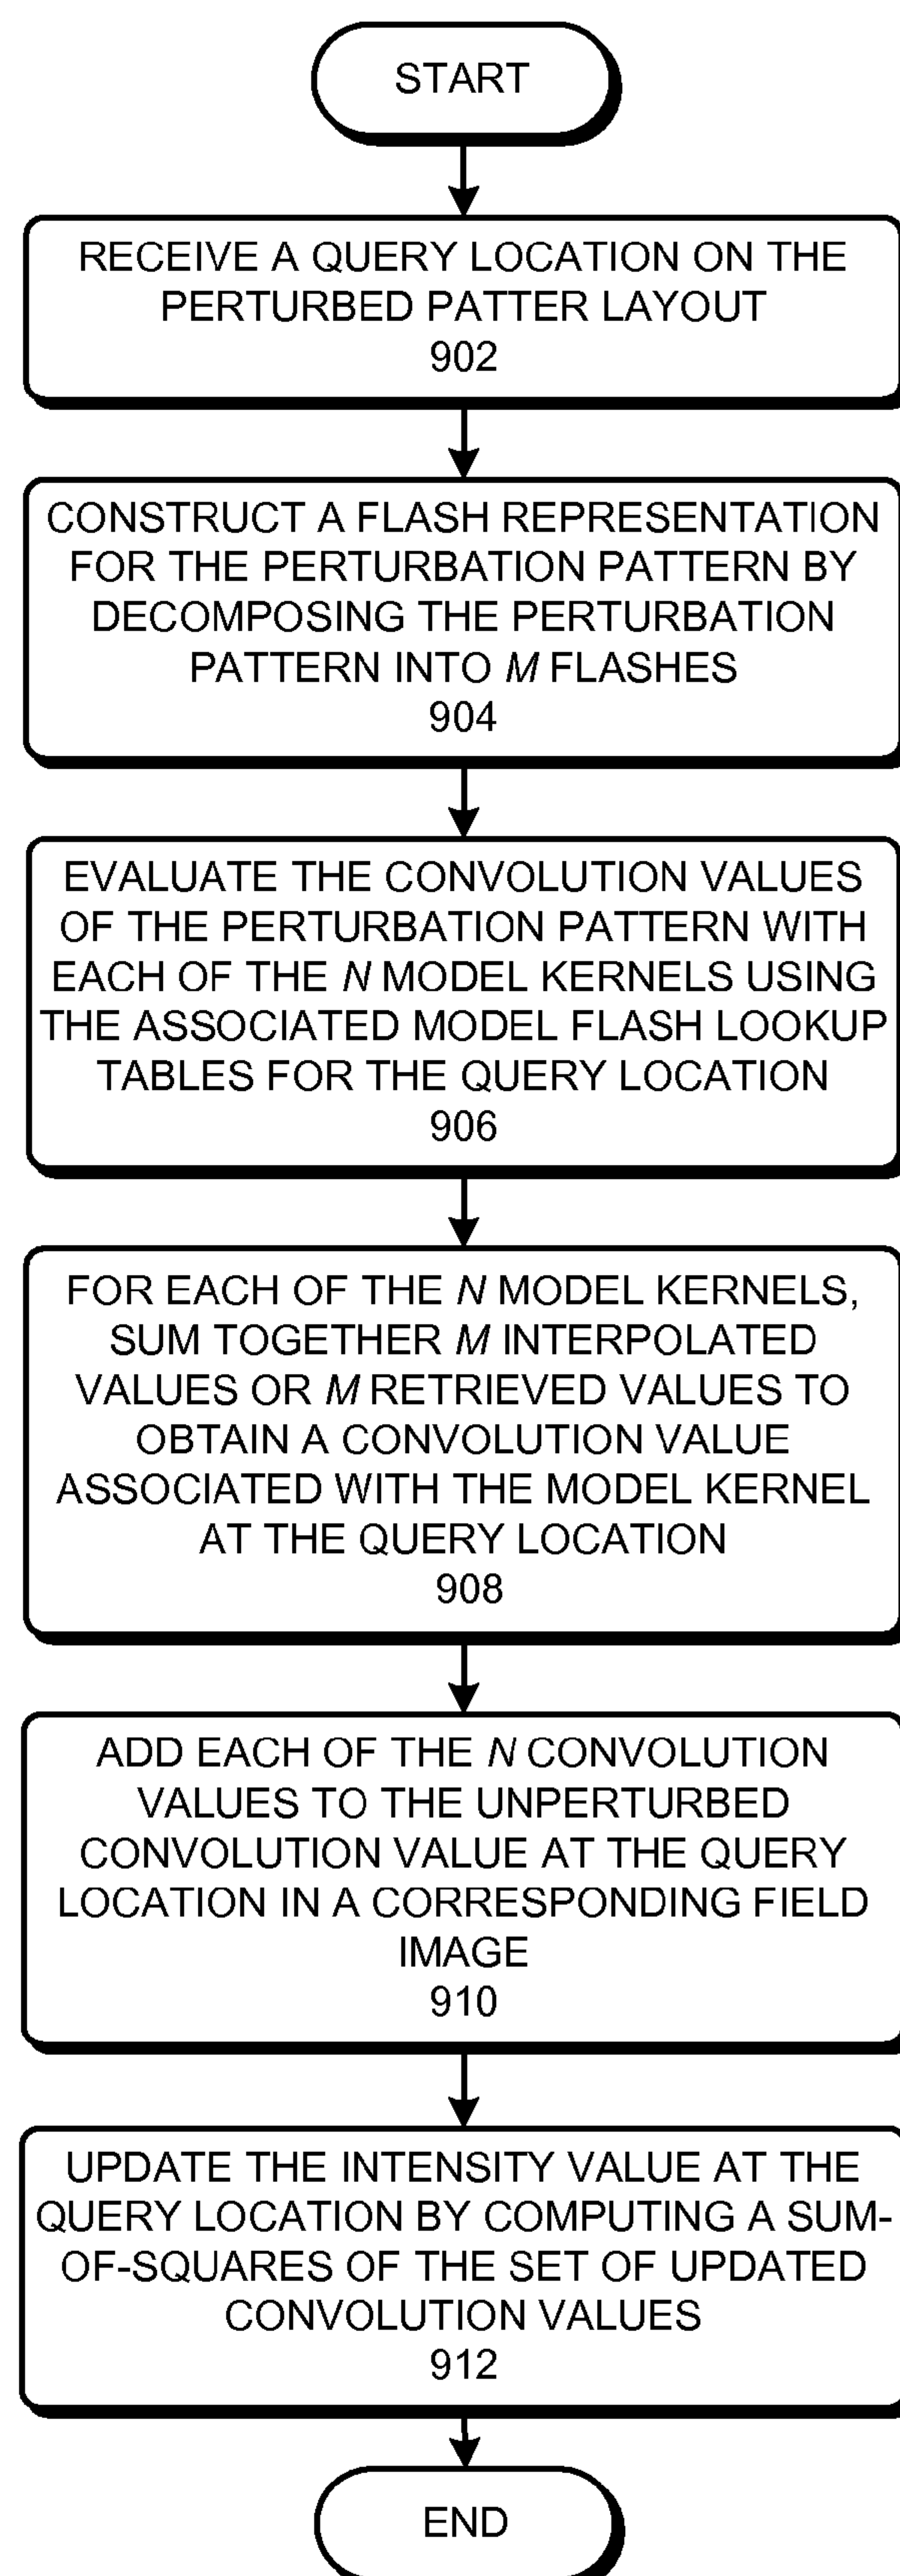 START
RECEIVE A QUERY LOCATION ON THE
PERTURBED PATTER LAYOUT
902
CONSTRUCT A FLASH REPRESENTATION
FOR THE PERTURBATION PATTERN BY
DECOMPOSING THE PERTURBATION
PATTERN INTO M FLASHES
904
EVALUATE THE CONVOLUTION VALUES
OF THE PERTURBATION PATTERN WITH
EACH OF THE N MODEL KERNELS USING
THE ASSOCIATED MODEL FLASH LOOKUP
TABLES FOR THE QUERY LOCATION
906
FOR EACH OF THE N MODEL KERNELS,
SUM TOGETHER M INTERPOLATED
VALUES OR M RETRIEVED VALUES TO
OBTAIN A CONVOLUTION VALUE
ASSOCIATED WITH THE MODEL KERNEL
AT THE QUERY LOCATION
908
ADD EACH OF THE N CONVOLUTION
VALUES TO THE UNPERTURBED
CONVOLUTION VALUE AT THE QUERY
LOCATION IN A CORRESPONDING FIELD
IMAGE
910
UPDATE THE INTENSITY VALUE AT THE
QUERY LOCATION BY COMPUTING A SUM-
OF-SQUARES OF THE SET OF UPDATED
CONVOLUTION VALUES
912
END